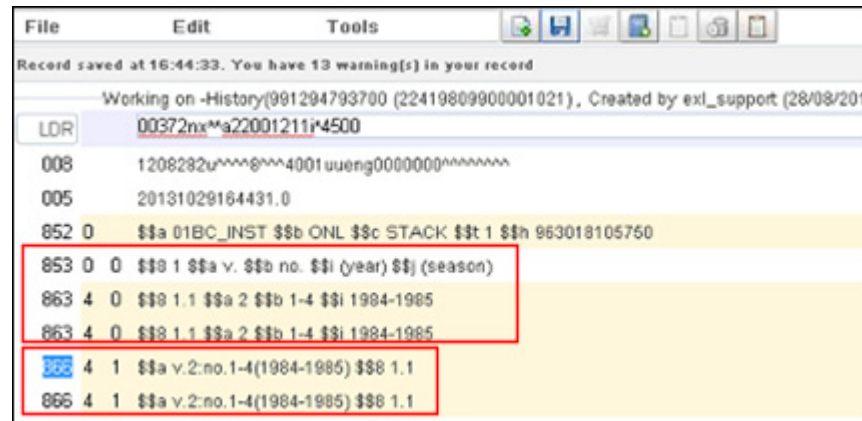 File Edit Tools
Record saved at 16:44:33. You have 13 warning(s) in your record
Working on -History(991294793700 (22419809900001021), Created by exl_support (28/08/201
LDR 00372nx^^a22001211i^4500
008 1208282u^^^^8^^^4001uueng0000000^^^^^^^^^
005 20131029164431.0
852 0 $$a 01BC_INST $$b ONL $$c STACK $$t 1 $$h 963018105750
853 0 0 $$8 1 $$a v. $$b no. $$i (year) $$j (season)
863 4 0 $$8 1.1 $$a 2 $$b 1-4 $$i 1984-1985
863 4 0 $$8 1.1 $$a 2 $$b 1-4 $$i 1984-1985
866 4 1 $$a v.2:no.1-4(1984-1985) $$8 1.1
866 4 1 $$a v.2:no.1-4(1984-1985) $$8 1.1